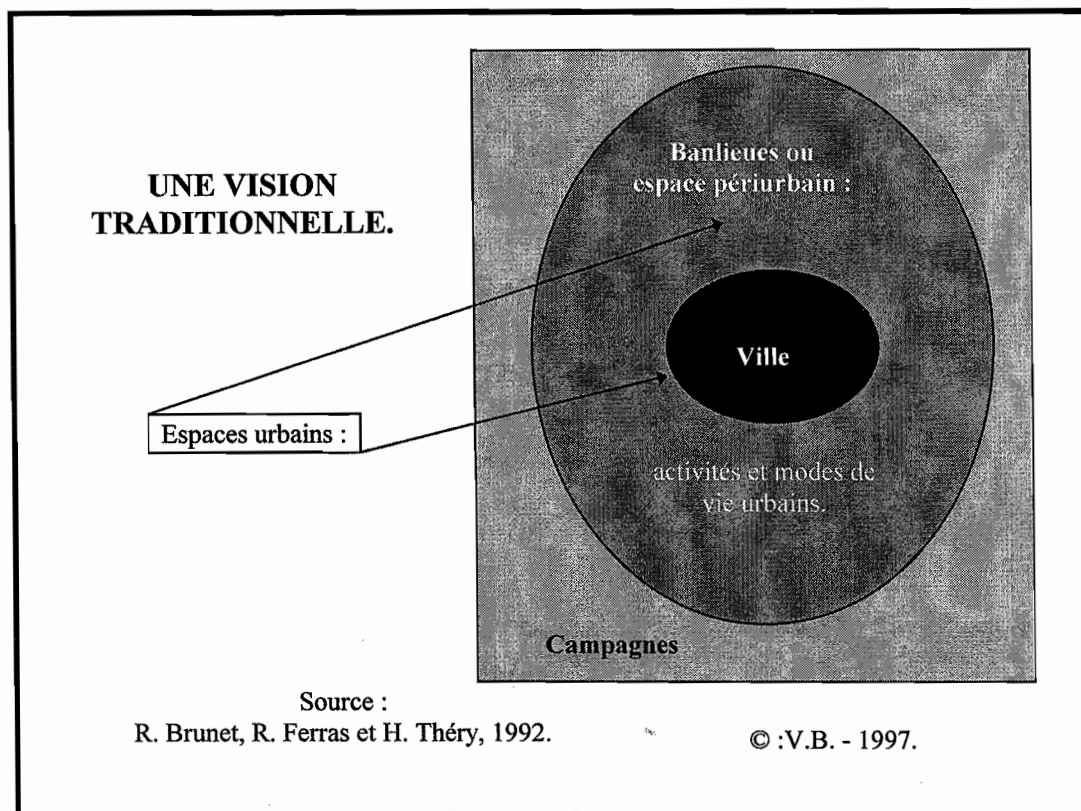 UNE VISION
TRADITIONNELLE.
Banlieues ou
espace périurbain :
Ville
Espaces urbains :
activités et modes de
vie urbains.
Campagnes
Source :
R. Brunet, R. Ferras et H. Théry, 1992.
© :V.B. - 1997.